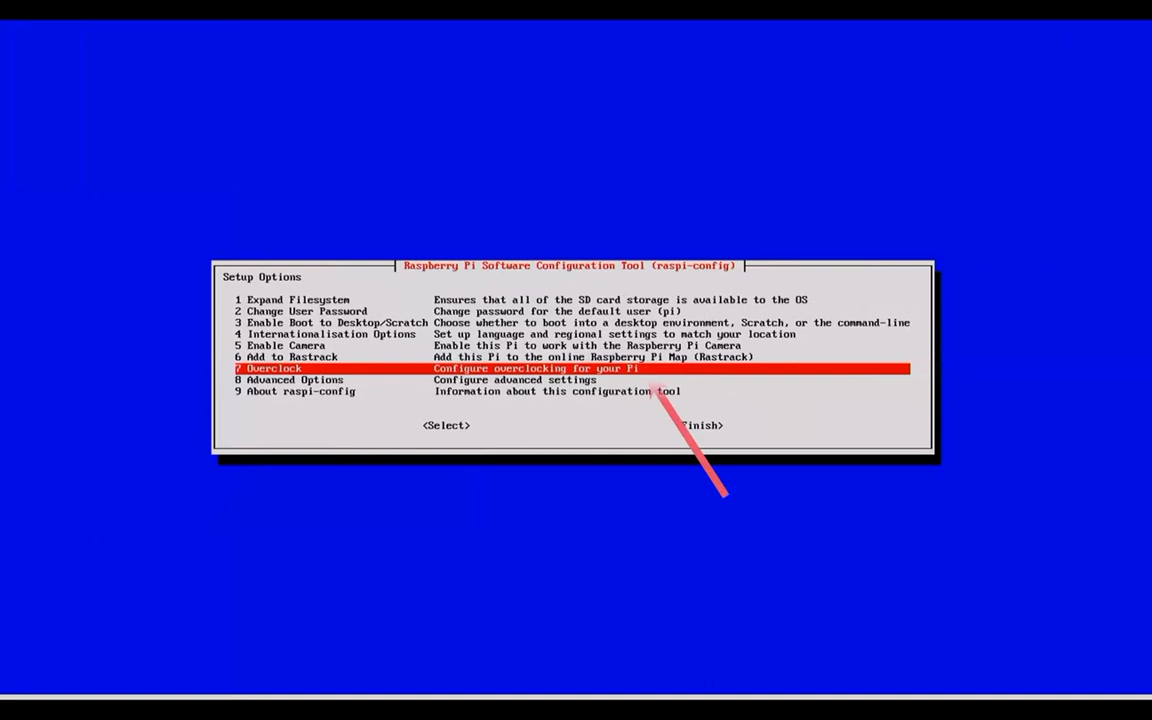 Raspberry Pi Software Configuration Tool (raspi-config)
Setup Options
1 Expand Filesystem Ensures that all of the SD card storage is available to the OS
2 Change User Password Change password for the default user (pi)
3 Enable Boot to Desktop/Scratch Choose whether to boot into a desktop environment, Scratch, or the command-line
4 Internationalisation Options Set up language and regional settings to match your location
5 Enable Camera Enable this Pi to work with the Raspberry Pi Camera
6 Add to Rastrack Add this Pi to the online Raspberry Pi Map (Rastrack)
7 Overclock Configure overclocking for your Pi
8 Advanced Options Configure advanced settings
9 About raspi-config Information about this configuration tool
<Select> Finish>